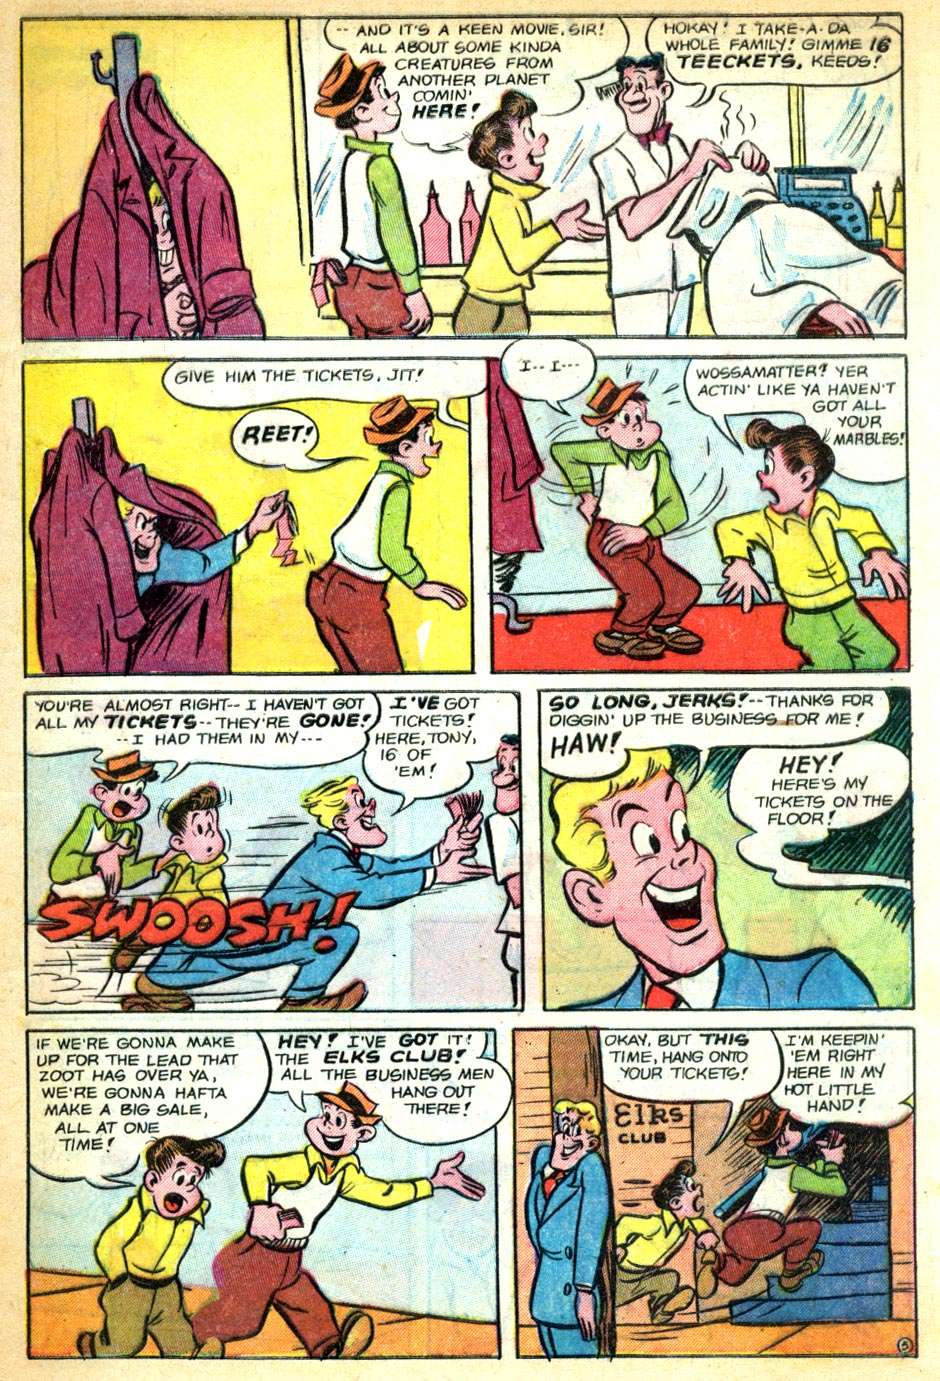 -- AND IT'S A KEEN MOVIE, SIR!
ALL ABOUT SOME KINDA
CREATURES FROM
ANOTHER PLANET
COMIN'
HERE!
HOKAY! I TAKE-A-DA
WHOLE FAMILY! GIMME 16
TEECKETS, KEEDS!
GIVE HIM THE TICKETS, JIT!
REET!
I-- I---
WOSSAMATTER? YER
ACTIN' LIKE YA HAVEN'T
GOT ALL
YOUR
MARBLES!
YOU'RE ALMOST RIGHT-- I HAVEN'T GOT
ALL MY TICKETS-- THEY'RE GONE!
--I HAD THEM IN MY---
I'VE GOT
TICKETS!
HERE, TONY,
16 OF
'EM!
SWOOSH!
SO LONG, JERKS!-- THANKS FOR
DIGGIN' UP THE BUSINESS FOR ME!
HAW!
HEY!
HERE'S MY
TICKETS ON THE
FLOOR!
IF WE'RE GONNA MAKE
UP FOR THE LEAD THAT
ZOOT HAS OVER YA,
WE'RE GONNA HAFTA
MAKE A BIG SALE,
ALL AT ONE
TIME!
HEY! I'VE GOT IT!
THE ELKS CLUB!
ALL THE BUSINESS MEN
HANG OUT
THERE!
OKAY, BUT THIS
TIME, HANG ONTO
YOUR TICKETS!
I'M KEEPIN'
'EM RIGHT
HERE IN MY
HOT LITTLE
HAND!
Elks
CLUB
5